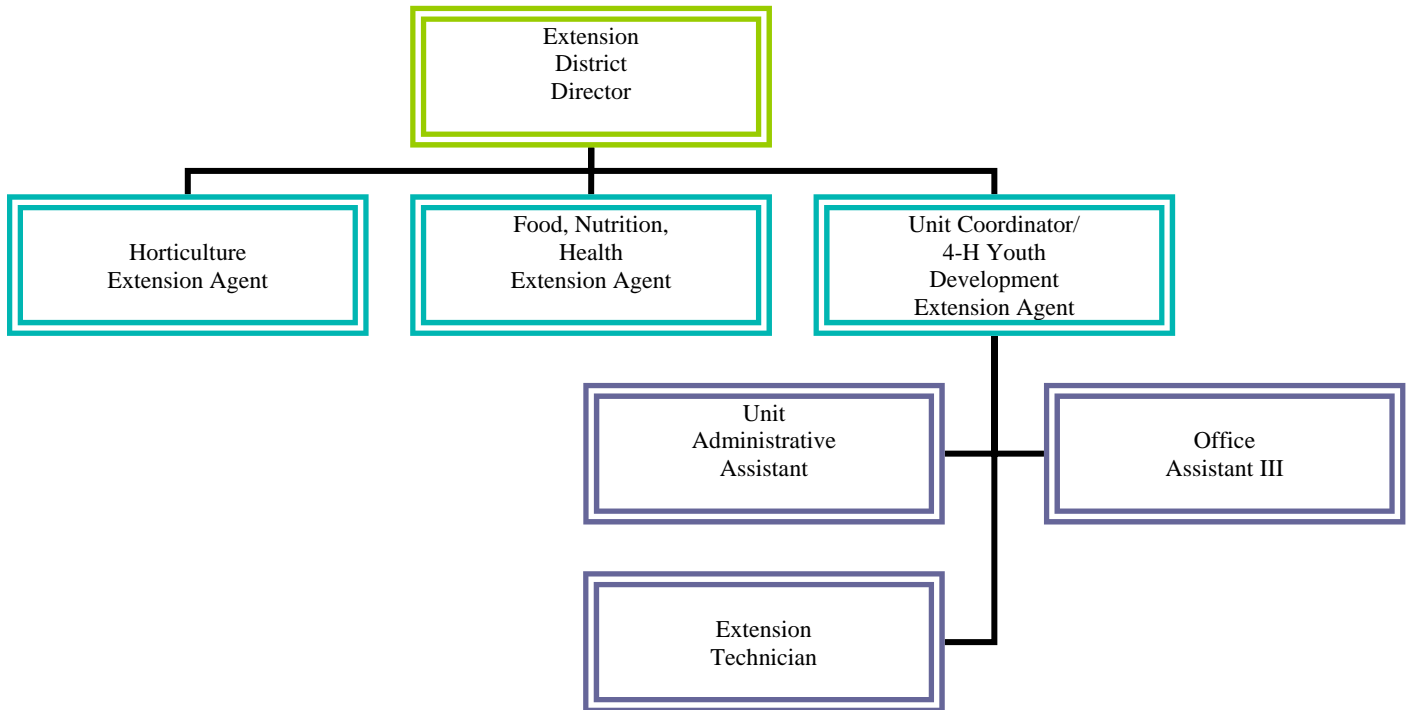 Extension
District
Director
Horticulture
Extension Agent
Food, Nutrition,
Health
Extension Agent
Unit Coordinator/
4-H Youth
Development
Extension Agent
Unit
Administrative
Assistant
Office
Assistant III
Extension
Technician